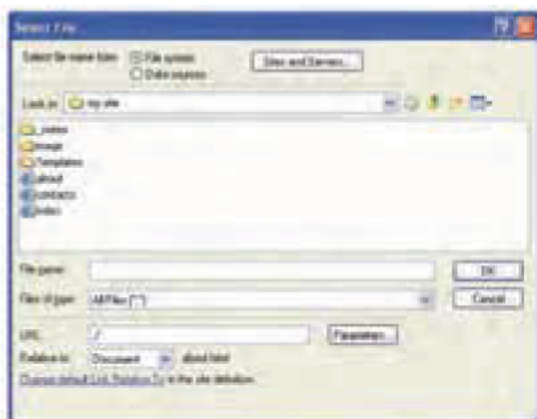 Select File
Select file name from: File system
Data sources
Sites and Servers...
Look in: my site
_notes
image
Templates
about
contacts
index
File name:
OK
Files of type: All Files (*.*)
Cancel
URL: /
Parameters...
Relative to: Document about.html
Change default Link Relative To in the site definition.